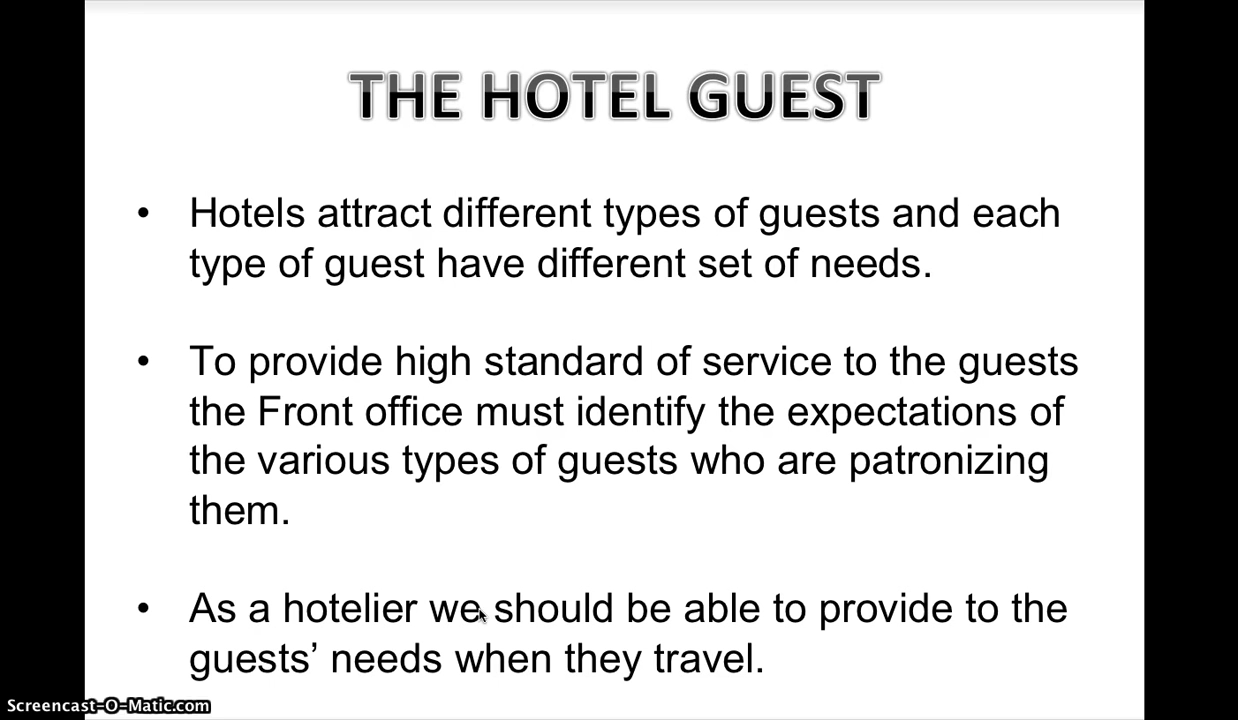 THE HOTEL GUEST
• Hotels attract different types of guests and each
type of guest have different set of needs.
• To provide high standard of service to the guests
the Front office must identify the expectations of
the various types of guests who are patronizing
them.
• As a hotelier we should be able to provide to the
guests’ needs when they travel.
Screencast-O-Matic.com